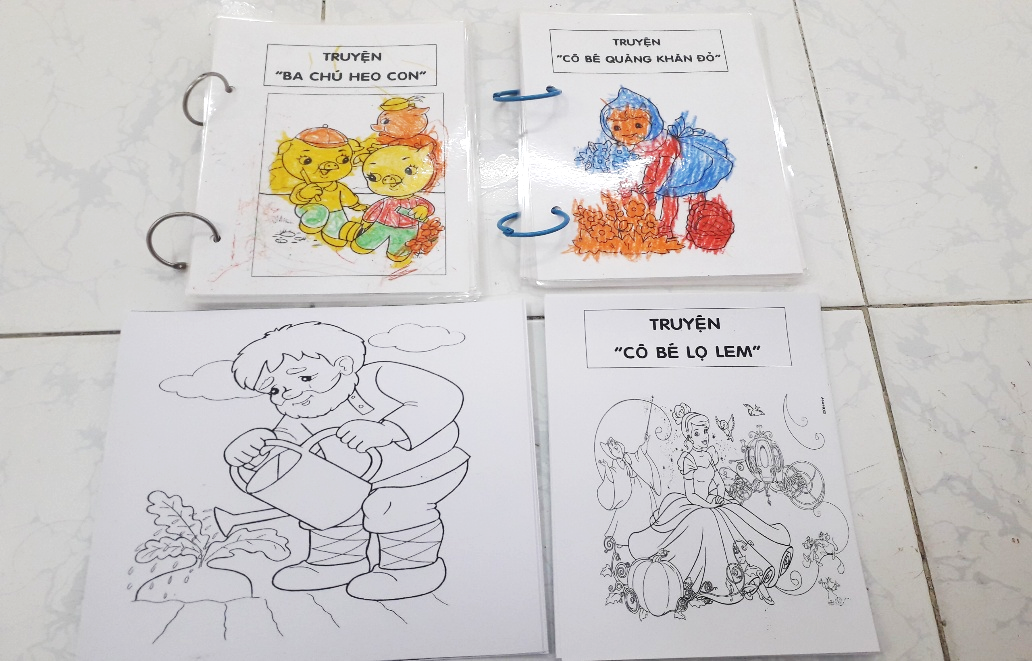 TRUYỆN
"BA CHÚ HEO CON"
TRUYỆN
"CÔ BÉ QUÀNG KHĂN ĐỎ"
TRUYỆN
"CÔ BÉ LỌ LEM"